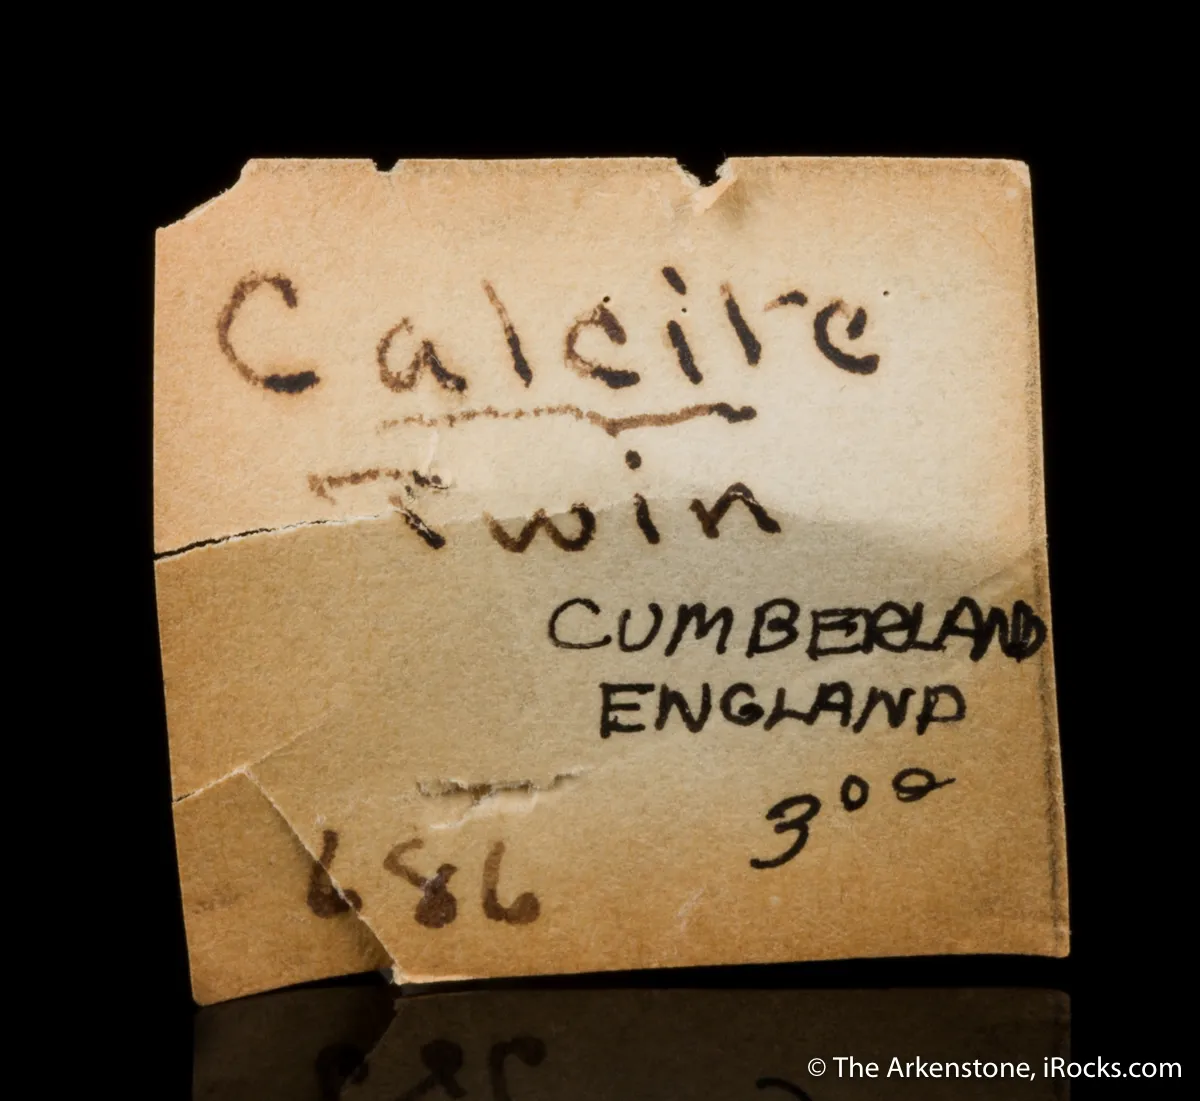 Calcite
Twin
CUMBERLAND
ENGLAND
3⁰⁰
686
© The Arkenstone, iRocks.com